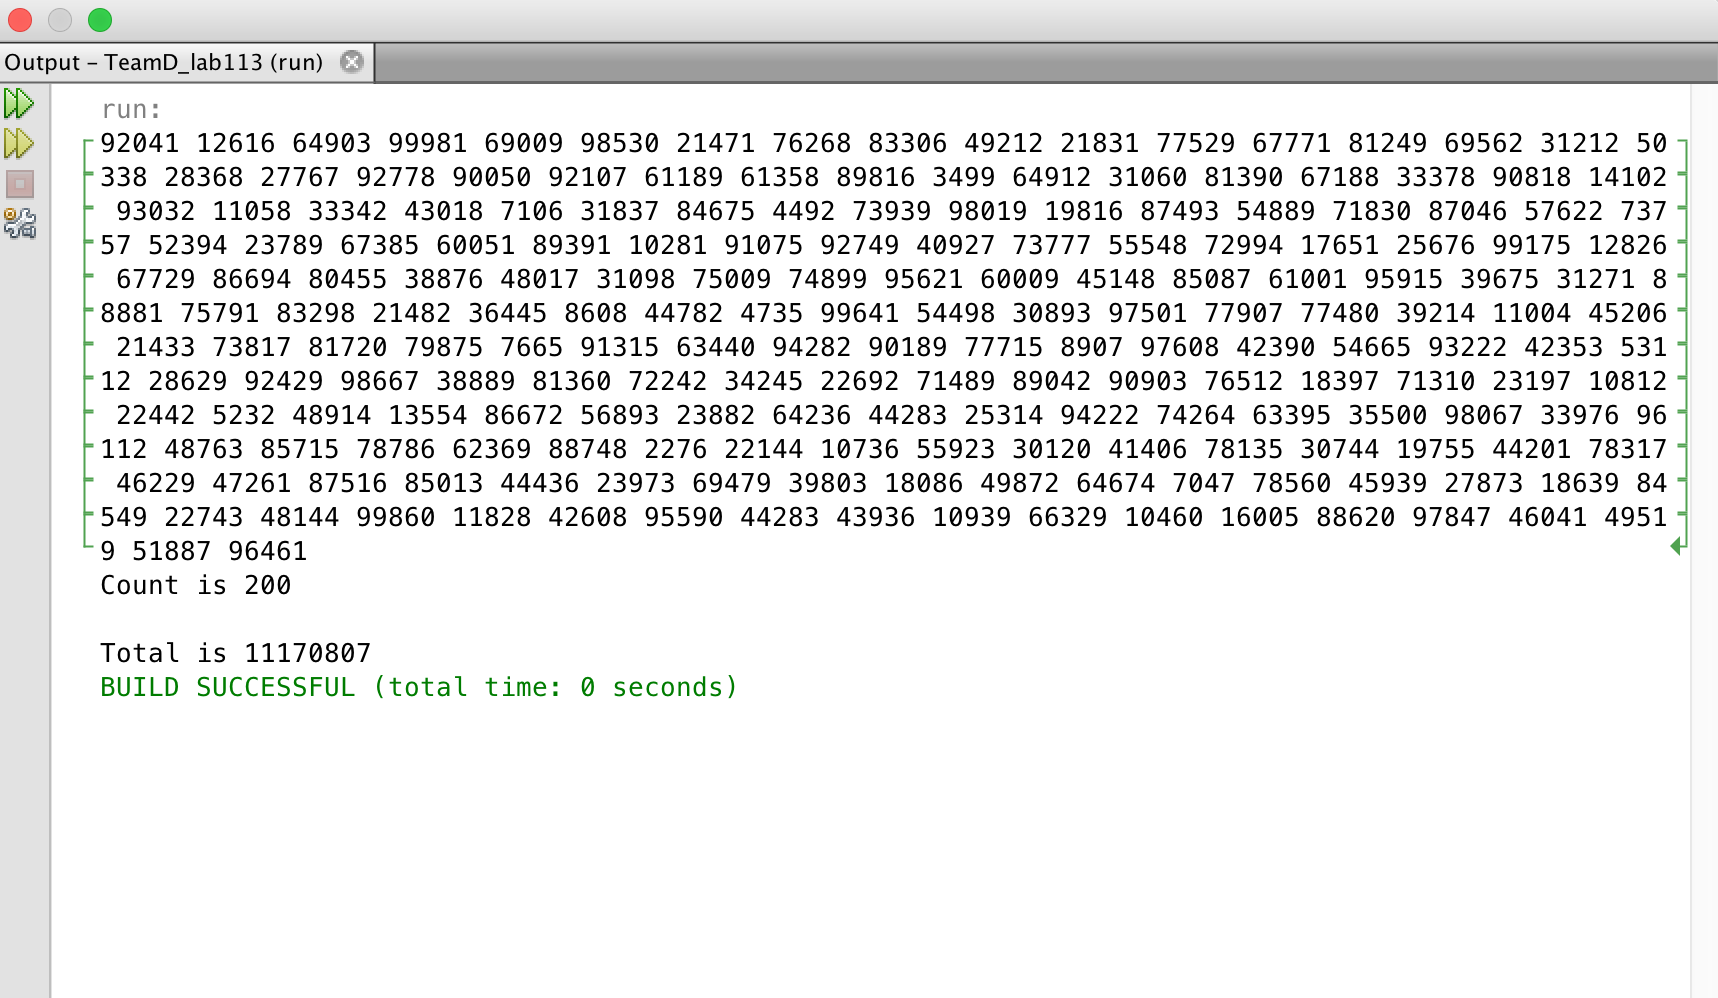 Output – TeamD_lab113 (run)
run:
92041 12616 64903 99981 69009 98530 21471 76268 83306 49212 21831 77529 67771 81249 69562 31212 50
338 28368 27767 92778 90050 92107 61189 61358 89816 3499 64912 31060 81390 67188 33378 90818 14102
93032 11058 33342 43018 7106 31837 84675 4492 73939 98019 19816 87493 54889 71830 87046 57622 737
57 52394 23789 67385 60051 89391 10281 91075 92749 40927 73777 55548 72994 17651 25676 99175 12826
67729 86694 80455 38876 48017 31098 75009 74899 95621 60009 45148 85087 61001 95915 39675 31271 8
8881 75791 83298 21482 36445 8608 44782 4735 99641 54498 30893 97501 77907 77480 39214 11004 45206
21433 73817 81720 79875 7665 91315 63440 94282 90189 77715 8907 97608 42390 54665 93222 42353 531
12 28629 92429 98667 38889 81360 72242 34245 22692 71489 89042 90903 76512 18397 71310 23197 10812
22442 5232 48914 13554 86672 56893 23882 64236 44283 25314 94222 74264 63395 35500 98067 33976 96
112 48763 85715 78786 62369 88748 2276 22144 10736 55923 30120 41406 78135 30744 19755 44201 78317
46229 47261 87516 85013 44436 23973 69479 39803 18086 49872 64674 7047 78560 45939 27873 18639 84
549 22743 48144 99860 11828 42608 95590 44283 43936 10939 66329 10460 16005 88620 97847 46041 4951
9 51887 96461
Count is 200
Total is 11170807
BUILD SUCCESSFUL (total time: 0 seconds)